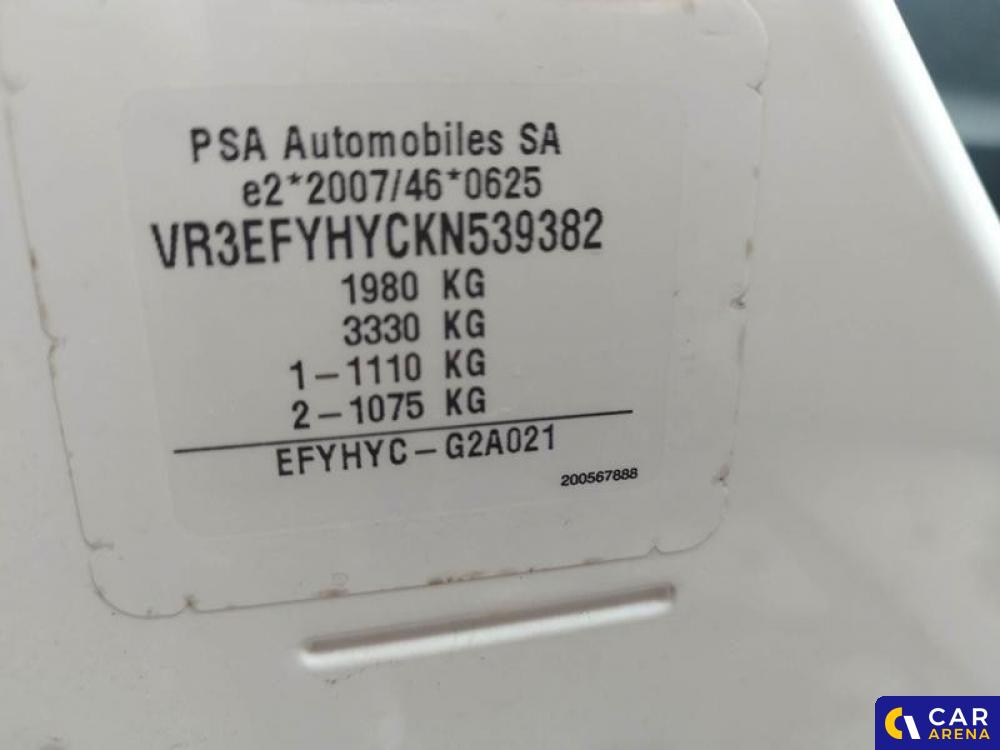 PSA Automobiles SA
e2*2007/46*0625
VR3EFYHYCKN539382
1980 KG
3330 KG
1-1110 KG
2-1075 KG
EFYHYC-G2A021
200567888
CAR
ARENA